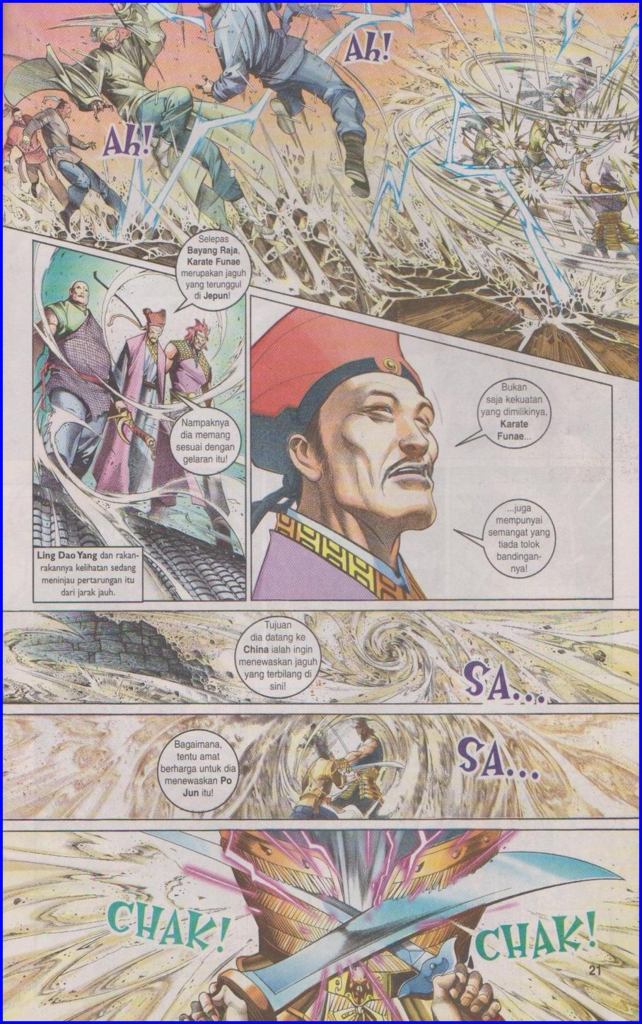 Ah!
Ah!
Selepas
Bayang Raja,
Karate Funae
merupakan jaguh
yang terunggul
di Jepun!
Nampaknya
dia memang
sesuai dengan
gelaran itu!
Ling Dao Yang dan rakan-
rakannya kelihatan sedang
meninjau pertarungan itu
dari jarak jauh.
Bukan
saja kekuatan
yang dimilikinya,
Karate
Funae...
...juga
mempunyai
semangat yang
tiada tolok
bandingan-
nya!
Tujuan
dia datang ke
China ialah ingin
menewaskan jaguh
yang terbilang di
sini!
SA...
Bagaimana,
tentu amat
berharga untuk dia
menewaskan Po
Jun itu!
SA...
CHAK!
CHAK!
21